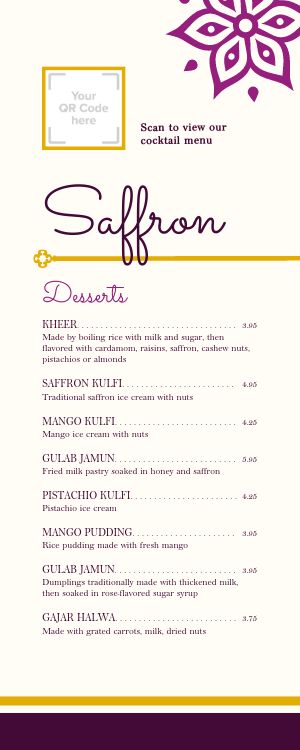 Your
QR Code
here
Scan to view our
cocktail menu
Saffron
Desserts
KHEER. . . . . . . . . . . . . . . . . . . . . . . . . . . . . . . 3.95
Made by boiling rice with milk and sugar, then
flavored with cardamom, raisins, saffron, cashew nuts,
pistachios or almonds
SAFFRON KULFI. . . . . . . . . . . . . . . . . . . . . . 4.95
Traditional saffron ice cream with nuts
MANGO KULFI. . . . . . . . . . . . . . . . . . . . . . . . 4.25
Mango ice cream with nuts
GULAB JAMUN. . . . . . . . . . . . . . . . . . . . . . . . 5.95
Fried milk pastry soaked in honey and saffron
PISTACHIO KULFI. . . . . . . . . . . . . . . . . . . . . 4.25
Pistachio ice cream
MANGO PUDDING. . . . . . . . . . . . . . . . . . . . . 3.95
Rice pudding made with fresh mango
GULAB JAMUN. . . . . . . . . . . . . . . . . . . . . . . . 3.95
Dumplings traditionally made with thickened milk,
then soaked in rose-flavored sugar syrup
GAJAR HALWA. . . . . . . . . . . . . . . . . . . . . . . . 3.75
Made with grated carrots, milk, dried nuts